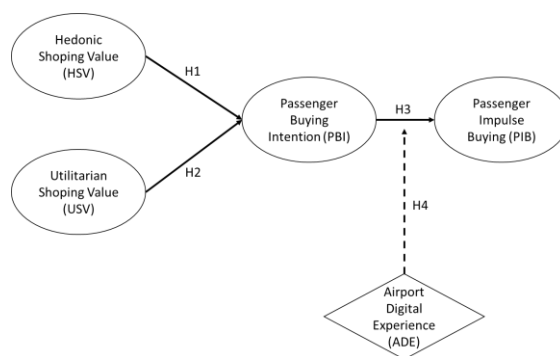 Hedonic
Shoping Value
(HSV)
H1
Passenger
Buying
Intention (PBI)
H3
Passenger
Impulse
Buying (PIB)
Utilitarian
Shoping Value
(USV)
H2
H4
Airport
Digital
Experience
(ADE)